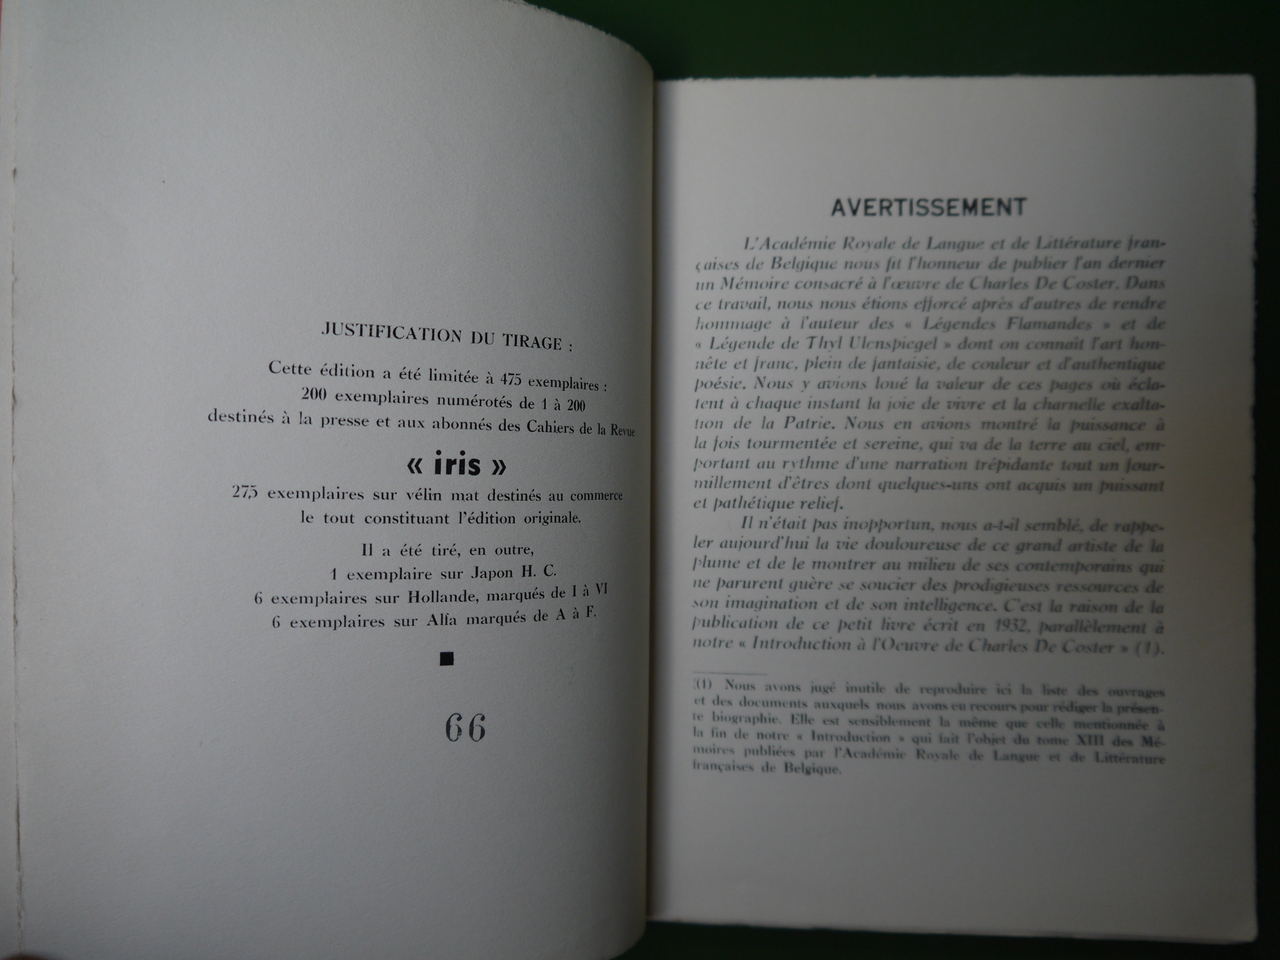 JUSTIFICATION DU TIRAGE :
Cette édition a été limitée à 475 exemplaires :
200 exemplaires numérotés de 1 à 200
destinés à la presse et aux abonnés des Cahiers de la Revue
« iris »
275 exemplaires sur vélin mat destinés au commerce
le tout constituant l'édition originale.
Il a été tiré, en outre,
1 exemplaire sur Japon H. C.
6 exemplaires sur Hollande, marqués de I à VI
6 exemplaires sur Alfa marqués de A à F.
66
AVERTISSEMENT
L'Académie Royale de Langue et de Littérature fran-
çaises de Belgique nous fit l'honneur de publier l'an dernier
un Mémoire consacré à l'œuvre de Charles De Coster. Dans
ce travail, nous nous étions efforcé après d'autres de rendre
hommage à l'auteur des « Légendes Flamandes » et de
« Légende de Thyl Ulenspiegel » dont on connaît l'art hon-
nête et franc, plein de fantaisie, de couleur et d'authentique
poésie. Nous y avions loué la valeur de ces pages où écla-
tent à chaque instant la joie de vivre et la charnelle exalta-
tion de la Patrie. Nous en avions montré la puissance à
la fois tourmentée et sereine, qui va de la terre au ciel, em-
portant au rythme d'une narration trépidante tout un four-
millement d'êtres dont quelques-uns ont acquis un puissant
et pathétique relief.
Il n'était pas inopportun, nous a-t-il semblé, de rappe-
ler aujourd'hui la vie douloureuse de ce grand artiste de la
plume et de le montrer au milieu de ses contemporains qui
ne parurent guère se soucier des prodigieuses ressources de
son imagination et de son intelligence. C'est la raison de la
publication de ce petit livre écrit en 1932, parallèlement à
notre « Introduction à l'Oeuvre de Charles De Coster » (1).
(1) Nous avons jugé inutile de reproduire ici la liste des ouvrages
et des documents auxquels nous avons eu recours pour rédiger la présen-
te biographie. Elle est sensiblement la même que celle mentionnée à
la fin de notre « Introduction » qui fait l'objet du tome XIII des Mé-
moires publiées par l'Académie Royale de Langue et de Littérature
françaises de Belgique.